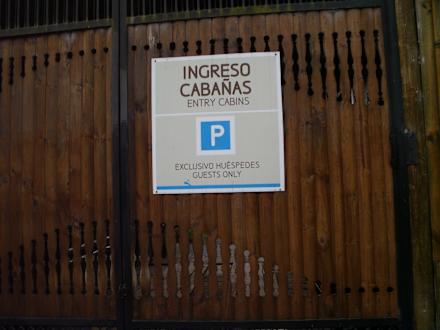 INGRESO
CABAÑAS
ENTRY CABINS
P
EXCLUSIVO HUÉSPEDES
GUESTS ONLY